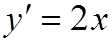 y′ = 2x